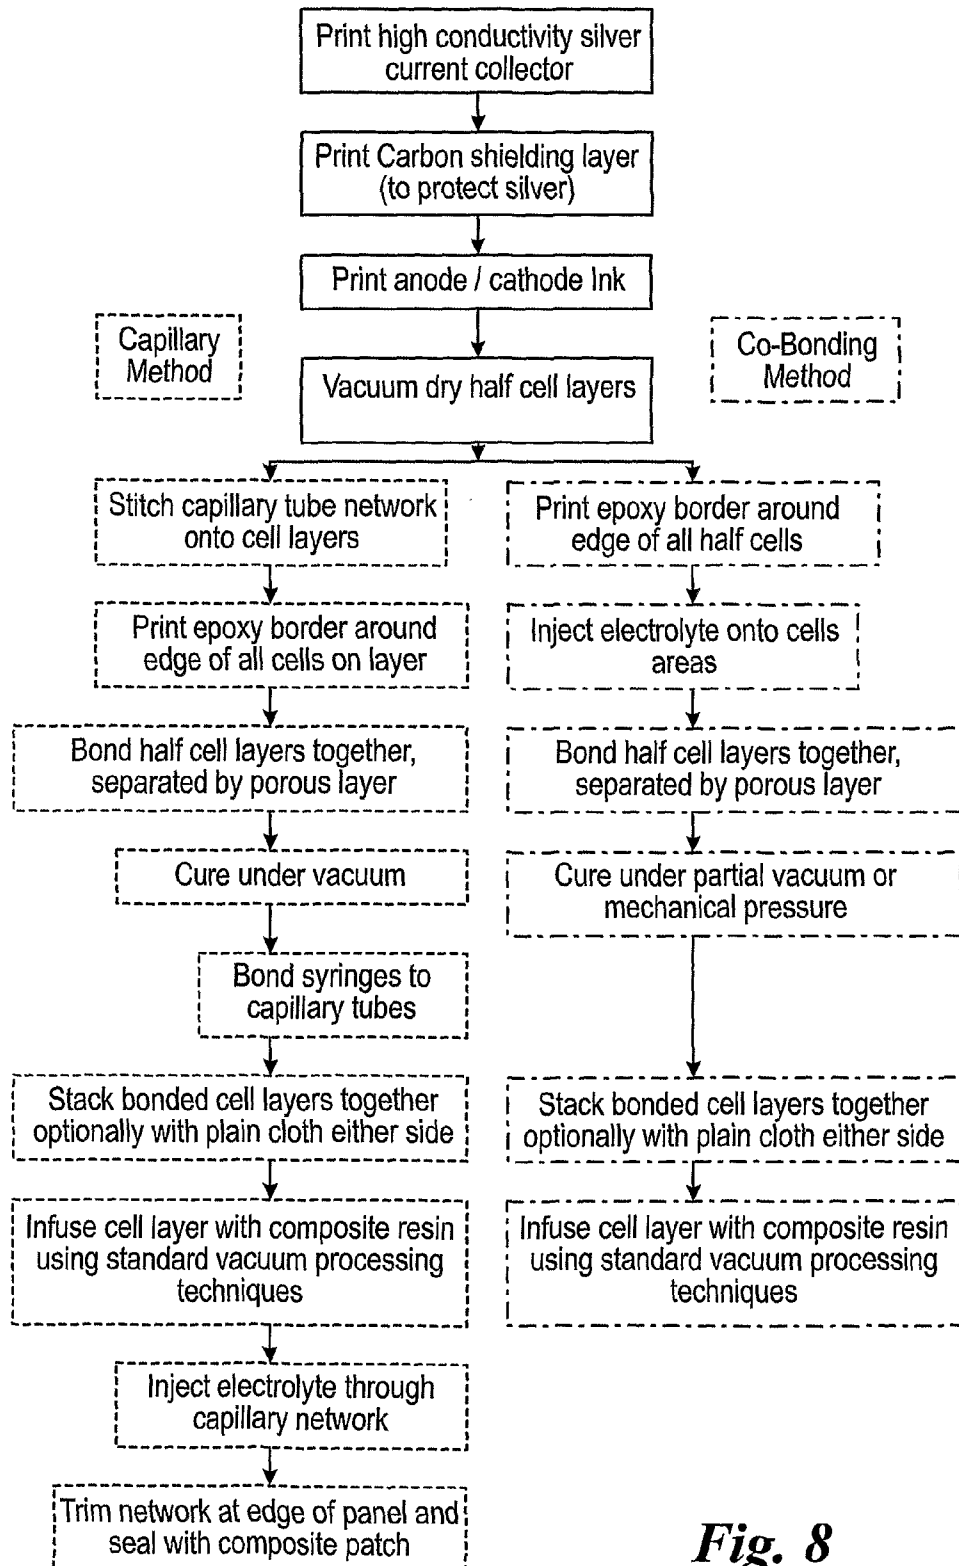 Print high conductivity silver
current collector
Print Carbon shielding layer
(to protect silver)
Print anode / cathode Ink
Capillary
Method
Co-Bonding
Method
Vacuum dry half cell layers
Stitch capillary tube network
onto cell layers
Print epoxy border around
edge of all cells on layer
Bond half cell layers together,
separated by porous layer
Cure under vacuum
Bond syringes to
capillary tubes
Stack bonded cell layers together
optionally with plain cloth either side
Infuse cell layer with composite resin
using standard vacuum processing
techniques
Inject electrolyte through
capillary network
Trim network at edge of panel and
seal with composite patch
Print epoxy border around
edge of all half cells
Inject electrolyte onto cells
areas
Bond half cell layers together,
separated by porous layer
Cure under partial vacuum or
mechanical pressure
Stack bonded cell layers together
optionally with plain cloth either side
Infuse cell layer with composite resin
using standard vacuum processing
techniques
Fig. 8